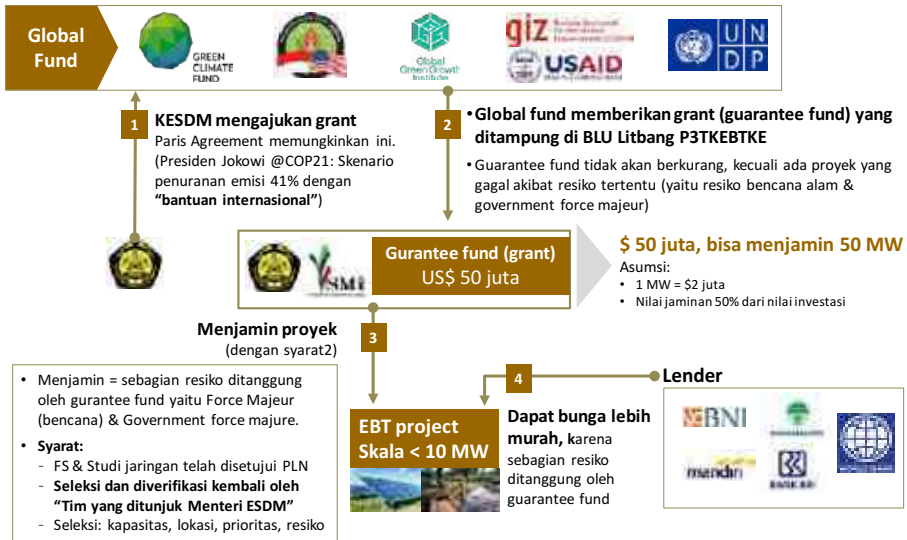 Global
Fund
GREEN
CLIMATE
FUND
Global
Green Growth
Institute
giz
USAID
U N
D P
1
KESDM mengajukan grant
Paris Agreement memungkinkan ini.
(Presiden Jokowi @COP21: Skenario
penuranan emisi 41% dengan
“bantuan internasional”)
2
•Global fund memberikan grant (guarantee fund) yang
ditampung di BLU Litbang P3TKEBTKE
•Guarantee fund tidak akan berkurang, kecuali ada proyek yang
gagal akibat resiko tertentu (yaitu resiko bencana alam &
government force majeur)
SMI
Gurantee fund (grant)
US$ 50 juta
$ 50 juta, bisa menjamin 50 MW
Asumsi:
• 1 MW = $2 juta
• Nilai jaminan 50% dari nilai investasi
Menjamin proyek
(dengan syarat2)
3
• Menjamin = sebagian resiko ditanggung
oleh gurantee fund yaitu Force Majeur
(bencana) & Government force majure.
• Syarat:
- FS & Studi jaringan telah disetujui PLN
- Seleksi dan diverifikasi kembali oleh
“Tim yang ditunjuk Menteri ESDM”
- Seleksi: kapasitas, lokasi, prioritas, resiko
EBT project
Skala < 10 MW
4
Dapat bunga lebih
murah, karena
sebagian resiko
ditanggung oleh
guarantee fund
Lender
BNI
mandiri
BANK BRI